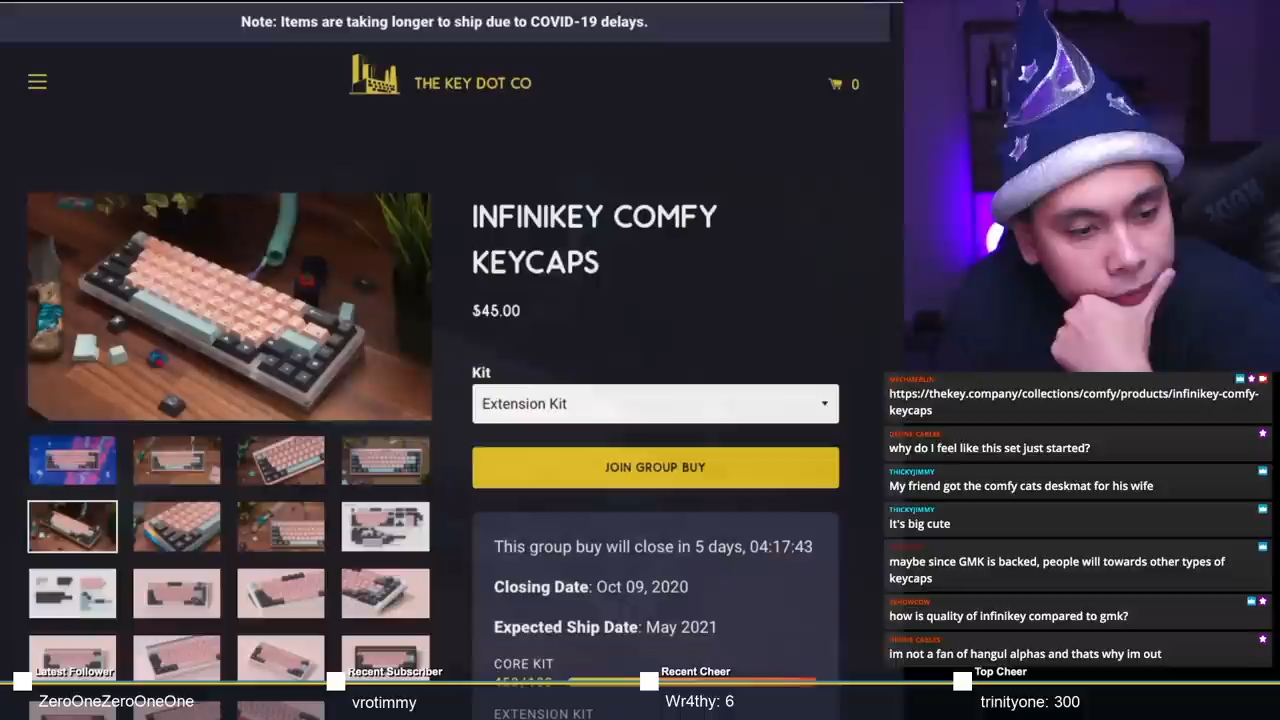 Note: Items are taking longer to ship due to COVID-19 delays.
THE KEY DOT CO
0
INFINIKEY COMFY
KEYCAPS
$45.00
Kit
Extension Kit
JOIN GROUP BUY
This group buy will close in 5 days, 04:17:43
Closing Date: Oct 09, 2020
Expected Ship Date: May 2021
CORE KIT
EXTENSION KIT
MECHMERLIN
https://thekey.company/collections/comfy/products/infinikey-comfy-
keycaps
why do I feel like this set just started?
THICKYJIMMY
My friend got the comfy cats deskmat for his wife
THICKYJIMMY
It's big cute
maybe since GMK is backed, people will towards other types of
keycaps
how is quality of infinikey compared to gmk?
im not a fan of hangul alphas and thats why im out
Latest Follower
ZeroOneZeroOneOne
Recent Subscriber
vrotimmy
Recent Cheer
Wr4thy: 6
Top Cheer
trinityone: 300